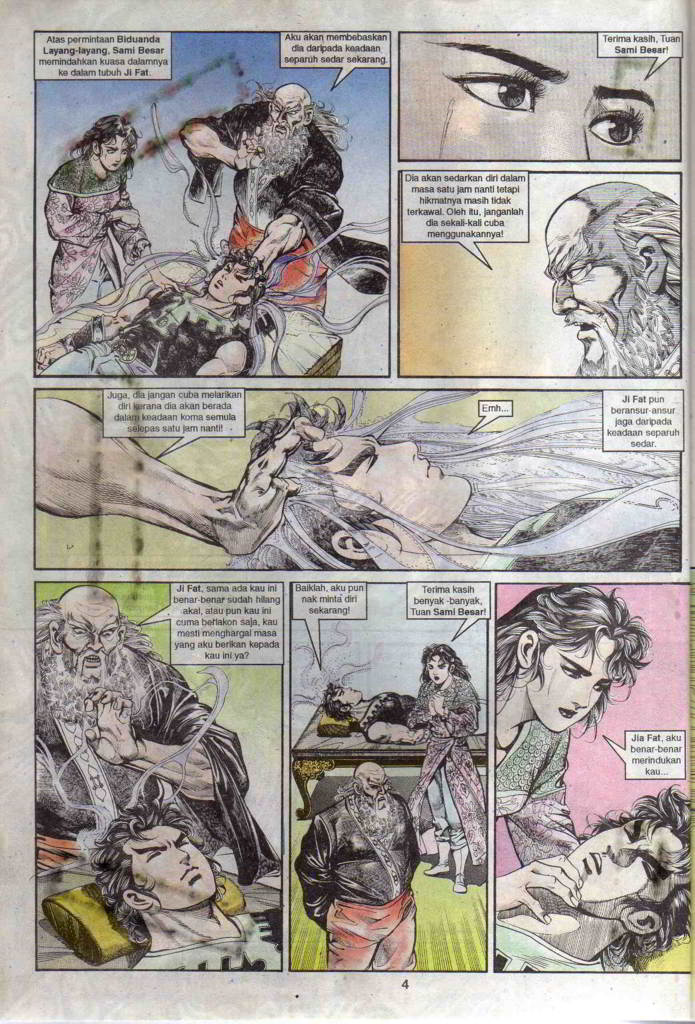 Atas permintaan Biduanda
Layang-layang, Sami Besar
memindahkan kuasa dalamnya
ke dalam tubuh Ji Fat.
Aku akan membebaskan
dia daripada keadaan
separuh sedar sekarang.
Terima kasih, Tuan
Sami Besar!
Dia akan sedarkan diri dalam
masa satu jam nanti tetapi
hikmatnya masih tidak
terkawal. Oleh itu, janganlah
dia sekali-kali cuba
menggunakannya!
Juga, dia jangan cuba melarikan
diri kerana dia akan berada
dalam keadaan koma semula
selepas satu jam nanti!
Emh...
Ji Fat pun
beransur-ansur
jaga daripada
keadaan separuh
sedar.
Ji Fat, sama ada kau ini
benar-benar sudah hilang
akal, atau pun kau ini
cuma berlakon sahaja, kau
mesti menghargai masa
yang aku berikan kepada
kau ini ya?
Baiklah, aku pun
nak minta diri
sekarang!
Terima kasih
banyak -banyak,
Tuan Sami Besar!
Jia Fat, aku
benar-benar
merindukan
kau...
4